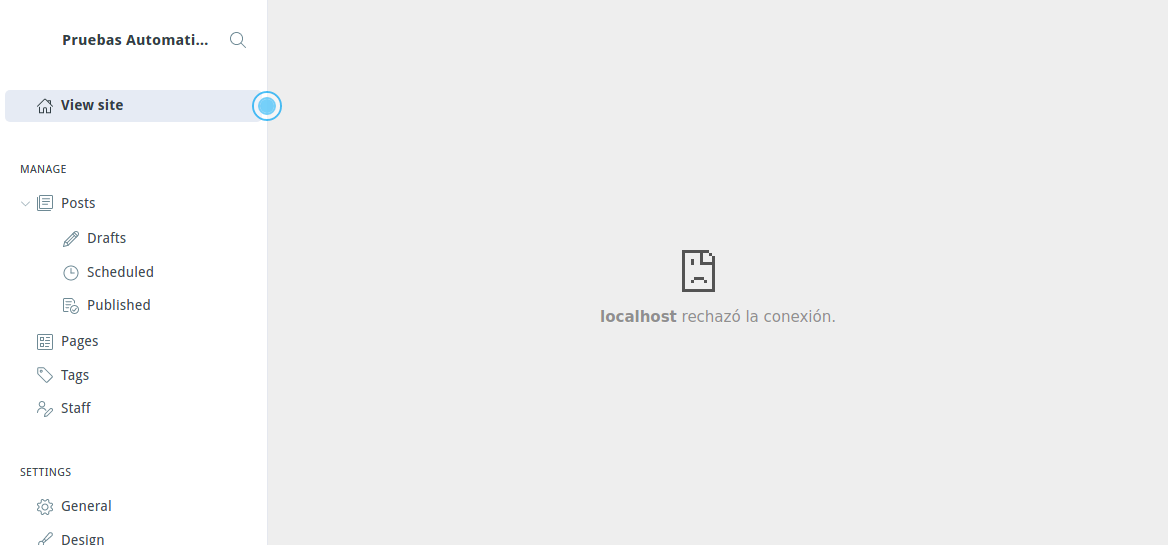 Pruebas Automati...
View site
MANAGE
Posts
Drafts
Scheduled
Published
Pages
Tags
Staff
SETTINGS
General
Design
localhost rechazó la conexión.